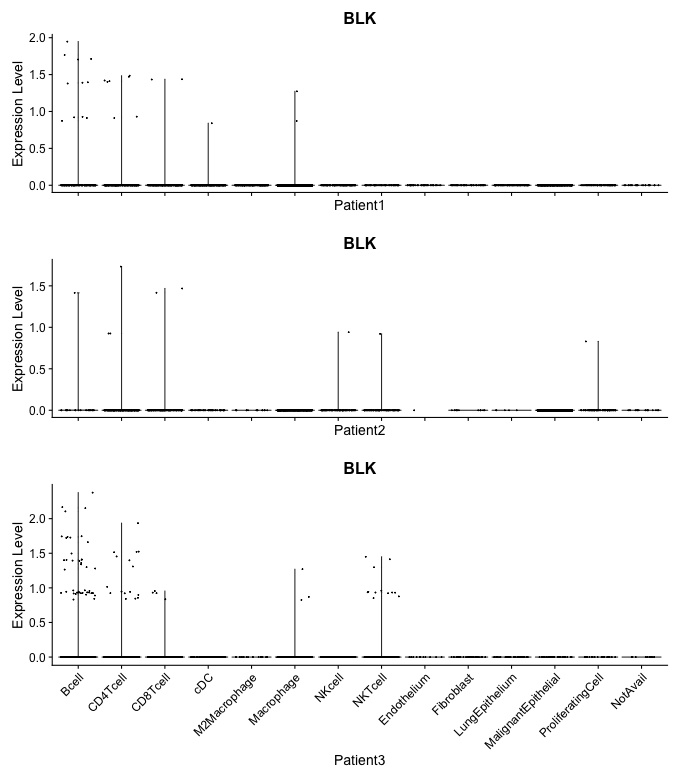 BLK
Expression Level
2.0
1.5
1.0
0.5
0.0
Patient1
BLK
Expression Level
1.5
1.0
0.5
0.0
Patient2
BLK
Expression Level
2.0
1.5
1.0
0.5
0.0
Bcell
CD4Tcell
CD8Tcell
cDC
M2Macrophage
Macrophage
NKcell
NKTcell
Endothelium
Fibroblast
LungEpithelium
MalignantEpithelial
ProliferatingCell
NotAvail
Patient3